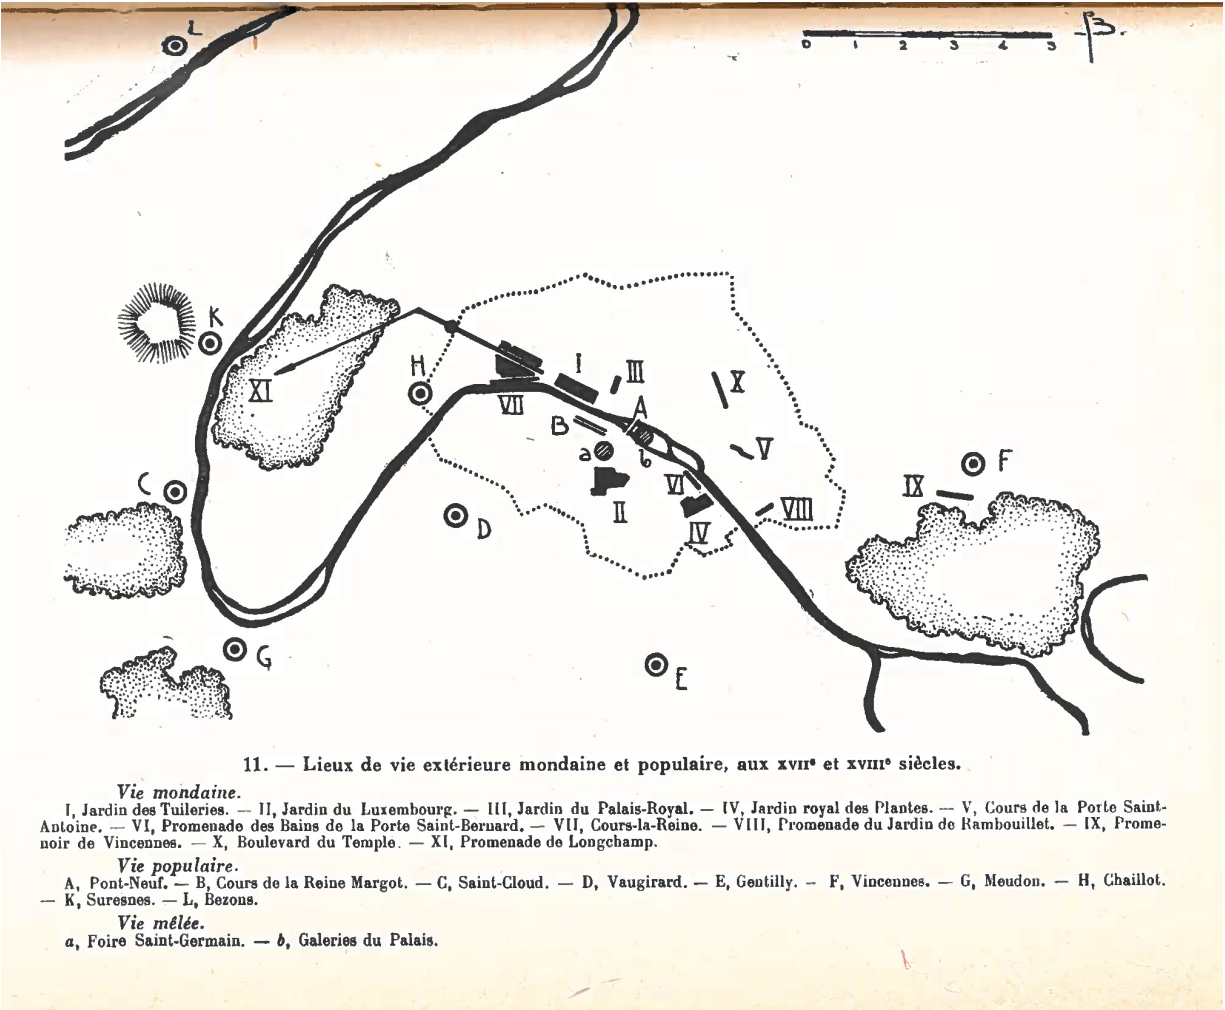 L
0 1 2 3 4 5
K
XI
H
I
III
A
X
VII
B
a
b
V
F
C
VI
IX
II
VIII
D
IV
G
E
11. — Lieux de vie extérieure mondaine et populaire, aux XVIIe et XVIIIe siècles.
Vie mondaine.
I, Jardin des Tuileries. — II, Jardin du Luxembourg. — III, Jardin du Palais-Royal. — IV, Jardin royal des Plantes. — V, Cours de la Porte Saint-
Antoine. — VI, Promenade des Bains de la Porte Saint-Bernard. — VII, Cours-la-Reine. — VIII, Promenade du Jardin de Rambouillet. — IX, Prome-
noir de Vincennes. — X, Boulevard du Temple. — XI, Promenade de Longchamp.
Vie populaire.
A, Pont-Neuf. — B, Cours de la Reine Margot. — C, Saint-Cloud. — D, Vaugirard. — E, Gentilly. — F, Vincennes. — G, Meudon. — H, Chaillot.
— K, Suresnes. — L, Bezons.
Vie mêlée.
a, Foire Saint-Germain. — b, Galeries du Palais.